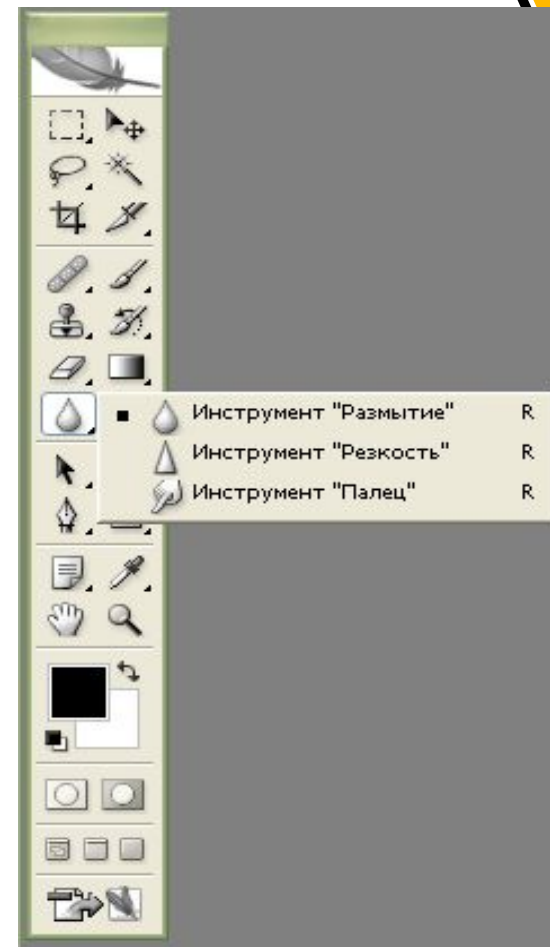 Инструмент "Размытие" R
Инструмент "Резкость" R
Инструмент "Палец" R